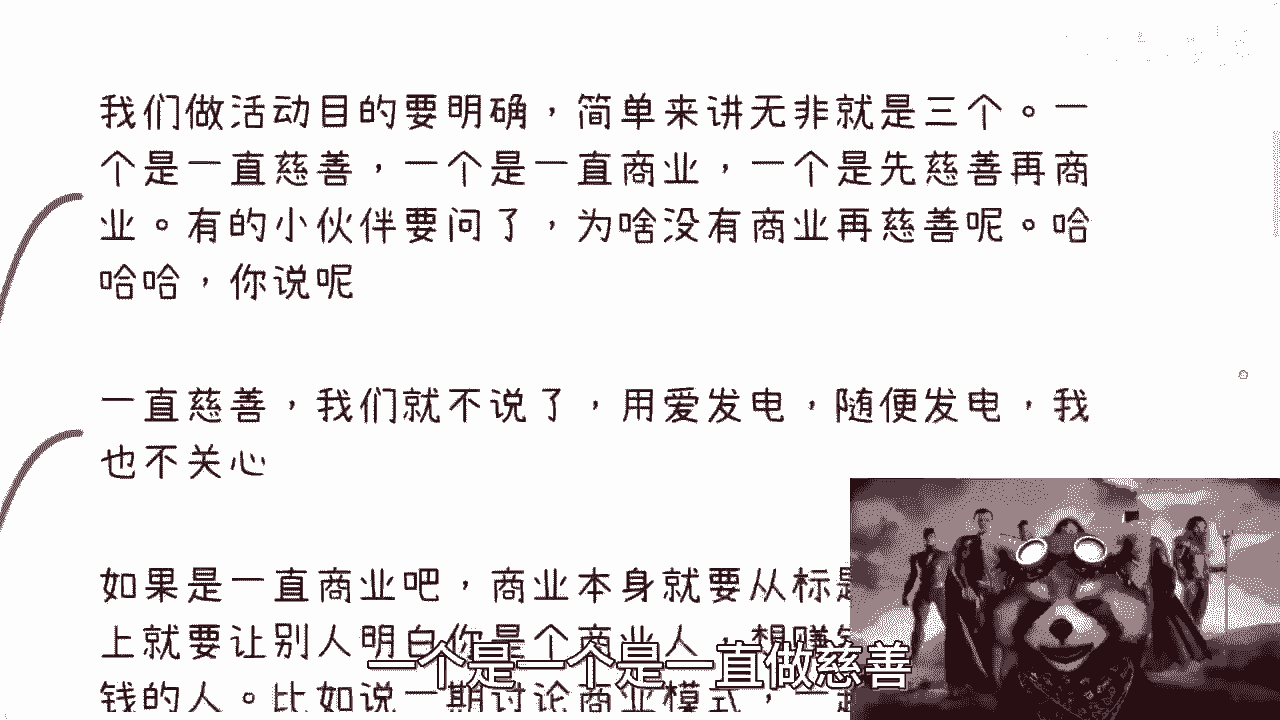 我们做活动目的要明确，简单来讲无非就是三个。一
个是一直慈善，一个是一直商业，一个是先慈善再商
业。有的小伙伴要问了，为啥没有商业再慈善呢。哈
哈哈，你说呢
一直慈善，我们就不说了，用爱发电，随便发电，我
也不关心
如果是一直商业吧，商业本身就要从标题
上就要让别人明白你是个商业人，想赚
钱的人。比如说一期讨论商业模式，一
一个是一个是一直做慈善